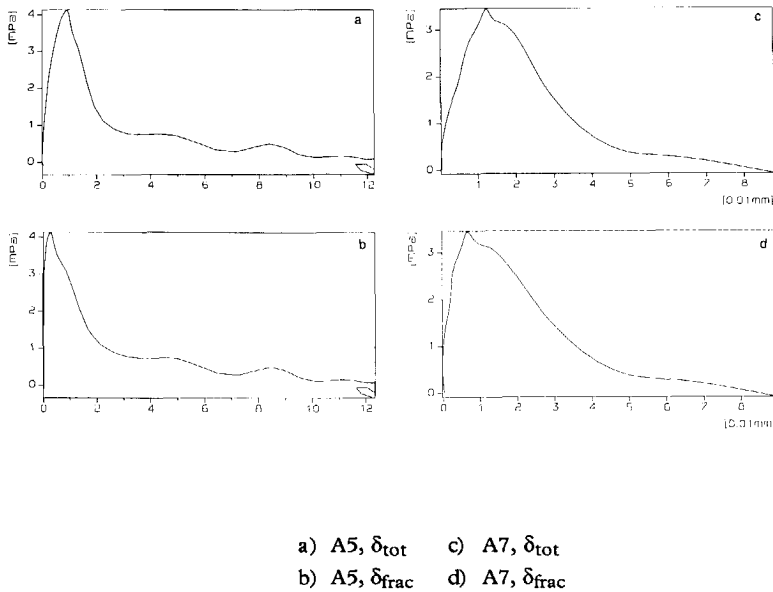 [mPa]
a
4
3
2
1
0
0 2 4 6 8 10 12
[mPa]
c
3
2
1
0
1 2 3 4 5 6 7 8
[0.01mm]
[mPa]
b
4
3
2
1
0
0 2 4 6 8 10 12
[mPa]
d
3
2
1
0
0 1 2 3 4 5 6 7 8
[0.01mm]
a) A5, δtot c) A7, δtot
b) A5, δfrac d) A7, δfrac